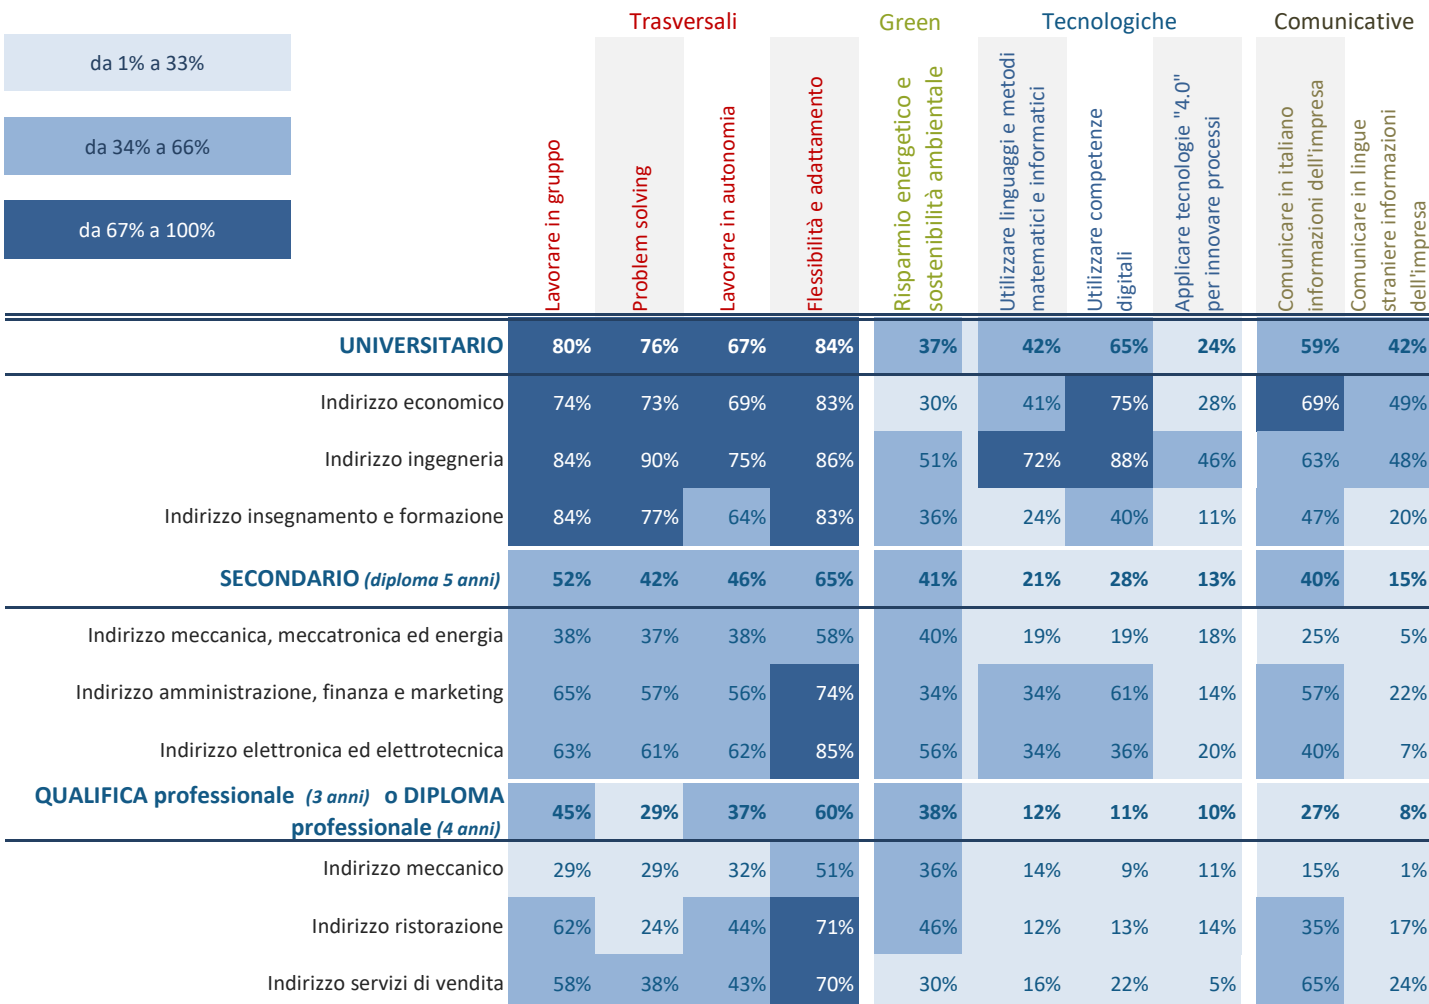 Trasversali Green Tecnologiche Comunicative
da 1% a 33%
da 34% a 66%
da 67% a 100%
Lavorare in gruppo
Problem solving
Lavorare in autonomia
Flessibilità e adattamento
Risparmio energetico e
sostenibilità ambientale
Utilizzare linguaggi e metodi
matematici e informatici
Utilizzare competenze
digitali
Applicare tecnologie "4.0"
per innovare processi
Comunicare in italiano
informazioni dell'impresa
Comunicare in lingue
straniere informazioni
dell'impresa
UNIVERSITARIO 80% 76% 67% 84% 37% 42% 65% 24% 59% 42%
Indirizzo economico 74% 73% 69% 83% 30% 41% 75% 28% 69% 49%
Indirizzo ingegneria 84% 90% 75% 86% 51% 72% 88% 46% 63% 48%
Indirizzo insegnamento e formazione 84% 77% 64% 83% 36% 24% 40% 11% 47% 20%
SECONDARIO (diploma 5 anni) 52% 42% 46% 65% 41% 21% 28% 13% 40% 15%
Indirizzo meccanica, meccatronica ed energia 38% 37% 38% 58% 40% 19% 19% 18% 25% 5%
Indirizzo amministrazione, finanza e marketing 65% 57% 56% 74% 34% 34% 61% 14% 57% 22%
Indirizzo elettronica ed elettrotecnica 63% 61% 62% 85% 56% 34% 36% 20% 40% 7%
QUALIFICA professionale (3 anni) o DIPLOMA
professionale (4 anni) 45% 29% 37% 60% 38% 12% 11% 10% 27% 8%
Indirizzo meccanico 29% 29% 32% 51% 36% 14% 9% 11% 15% 1%
Indirizzo ristorazione 62% 24% 44% 71% 46% 12% 13% 14% 35% 17%
Indirizzo servizi di vendita 58% 38% 43% 70% 30% 16% 22% 5% 65% 24%